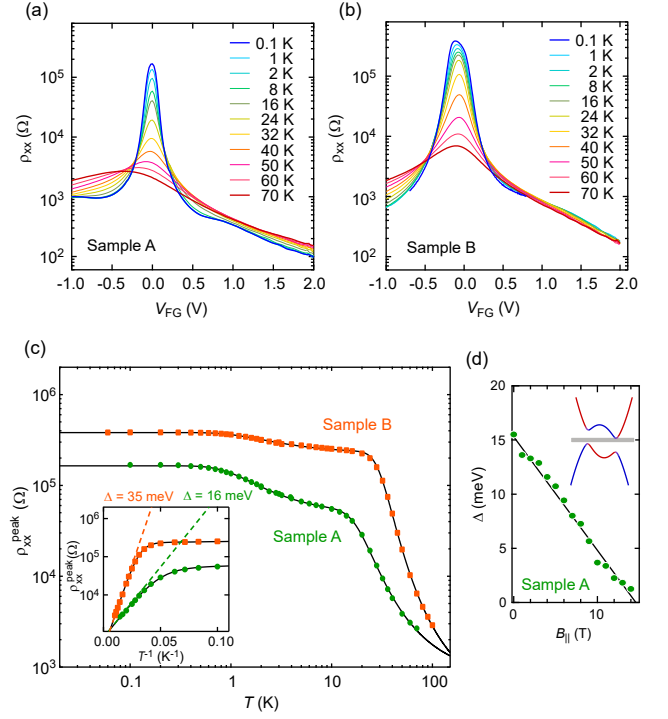 (a)
(b)
0.1 K
1 K
2 K
8 K
16 K
24 K
32 K
40 K
50 K
60 K
70 K
10⁵
10⁴
10³
10²
ρxx (Ω)
Sample A
-1.0 -0.5 0.0 0.5 1.0 1.5 2.0
VFG (V)
0.1 K
1 K
2 K
8 K
16 K
24 K
32 K
40 K
50 K
60 K
70 K
10⁵
10⁴
10³
10²
ρxx (Ω)
Sample B
-1.0 -0.5 0.0 0.5 1.0 1.5 2.0
VFG (V)
(c)
10⁶
10⁵
10⁴
10³
ρxx^peak (Ω)
Sample B
Sample A
Δ = 35 meV Δ = 16 meV
10⁶
10⁵
10⁴
ρxx^peak (Ω)
0.00 0.05 0.10
T⁻¹ (K⁻¹)
0.1 1 10 100
T (K)
(d)
20
15
10
5
0
Δ (meV)
Sample A
0 10
B|| (T)